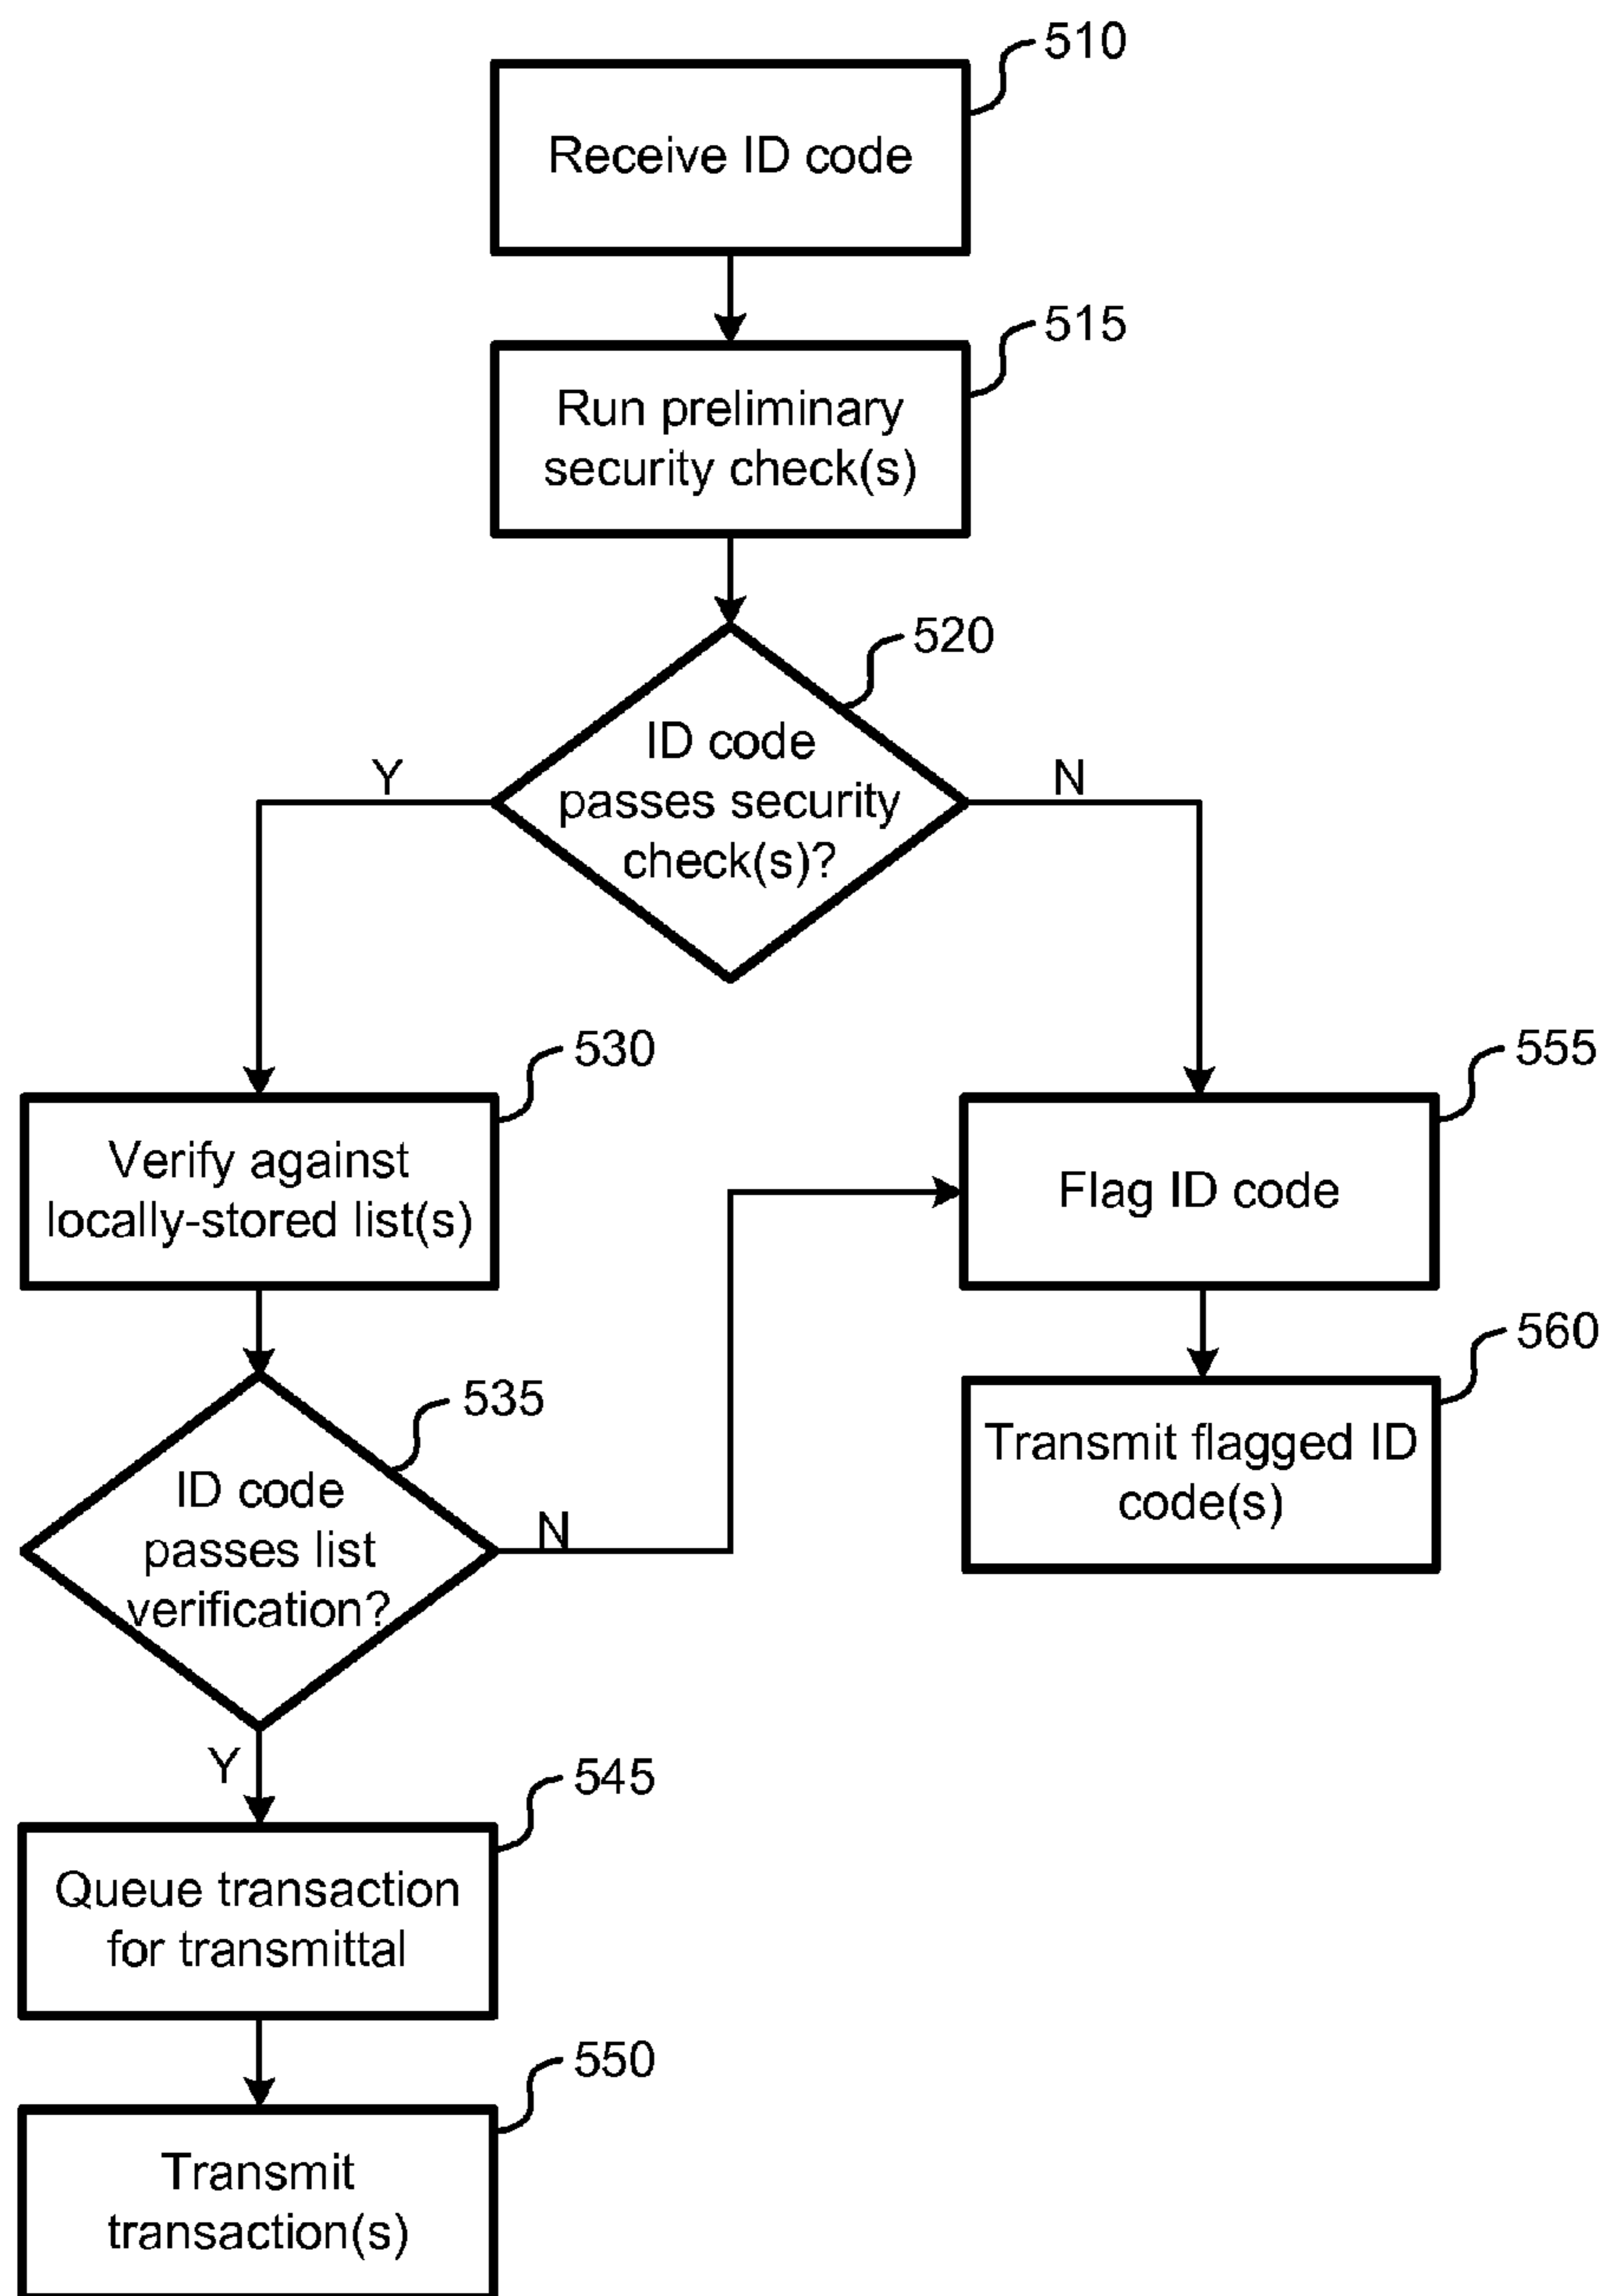 510
Receive ID code
515
Run preliminary
security check(s)
520
ID code
passes security
check(s)?
Y
N
530
Verify against
locally-stored list(s)
555
Flag ID code
560
Transmit flagged ID
code(s)
535
ID code
passes list
verification?
N
Y
545
Queue transaction
for transmittal
550
Transmit
transaction(s)